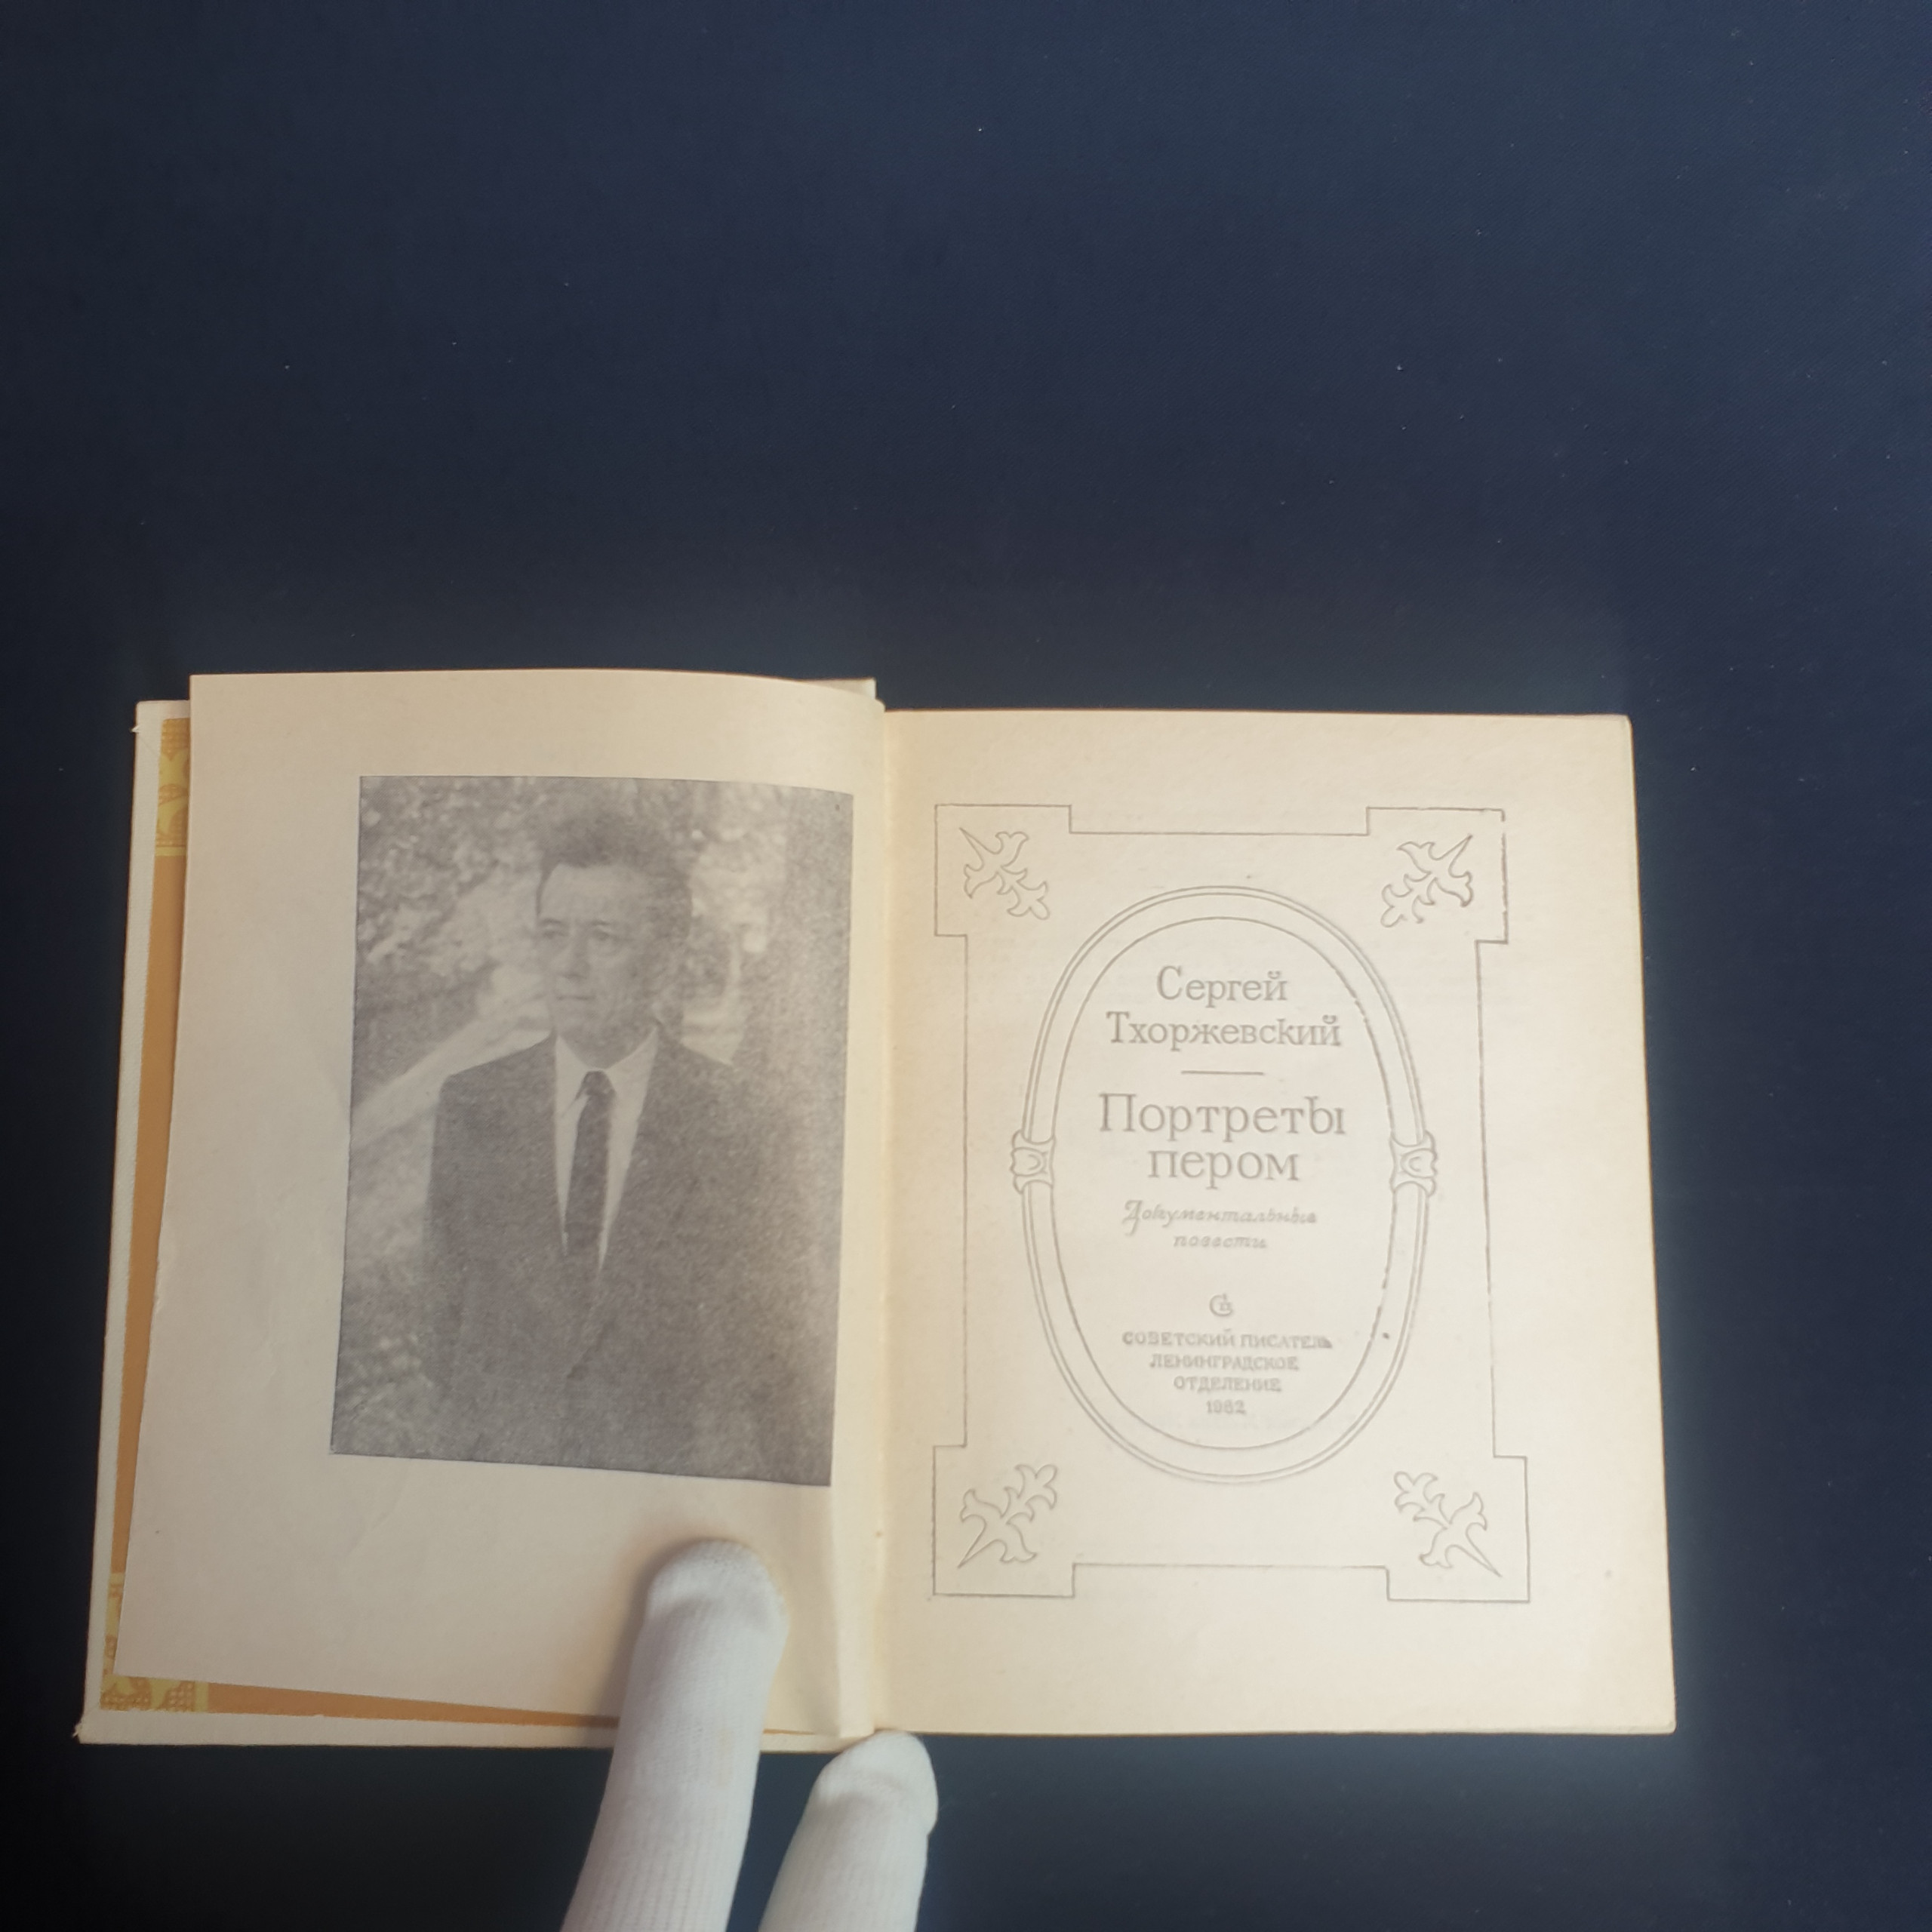 Сергей
Тхоржевский
Портреты
пером
Документальные
повести
СОВЕТСКИЙ ПИСАТЕЛЬ
ЛЕНИНГРАДСКОЕ
ОТДЕЛЕНИЕ
1982